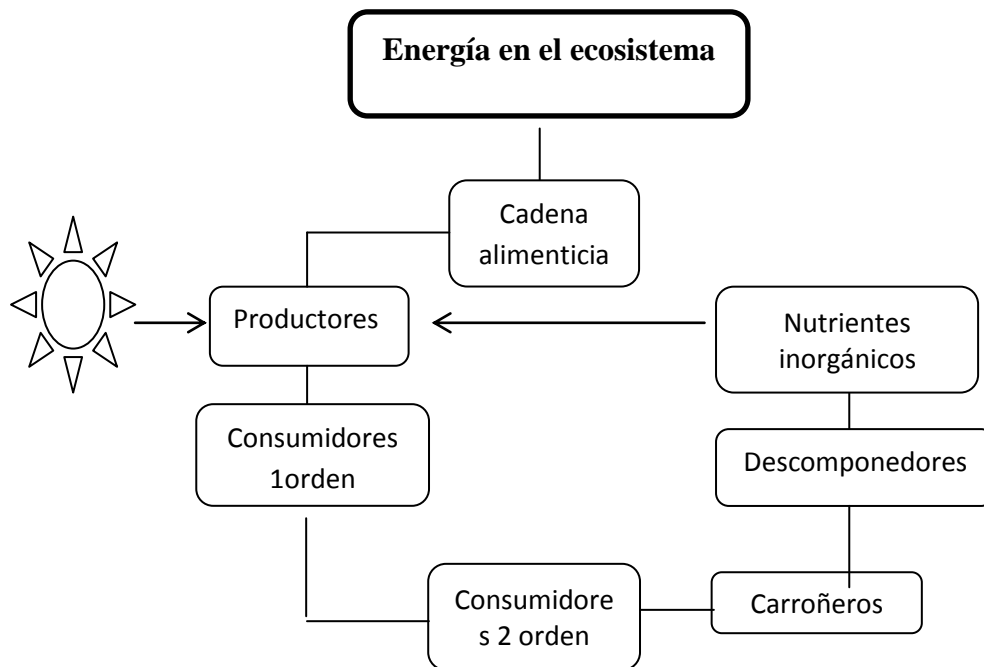 Energía en el ecosistema
Cadena
alimenticia
Productores
Nutrientes
inorgánicos
Consumidores
1orden
Descomponedores
Consumidore
s 2 orden
Carroñeros